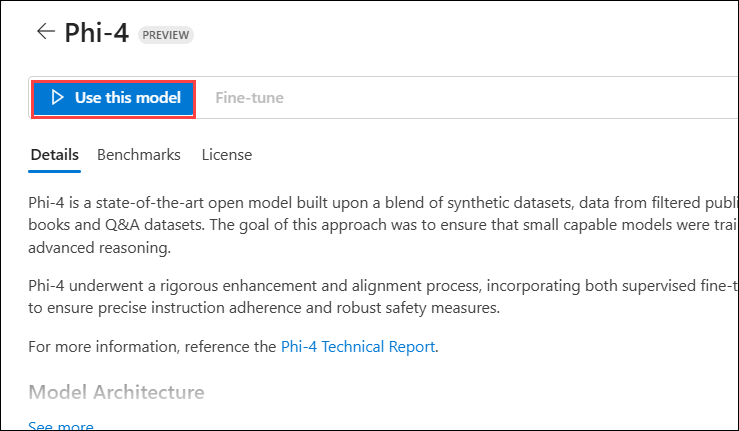 Phi-4 PREVIEW
Use this model Fine-tune
Details Benchmarks License
Phi-4 is a state-of-the-art open model built upon a blend of synthetic datasets, data from filtered publi
books and Q&A datasets. The goal of this approach was to ensure that small capable models were trai
advanced reasoning.
Phi-4 underwent a rigorous enhancement and alignment process, incorporating both supervised fine-t
to ensure precise instruction adherence and robust safety measures.
For more information, reference the Phi-4 Technical Report.
Model Architecture
See more